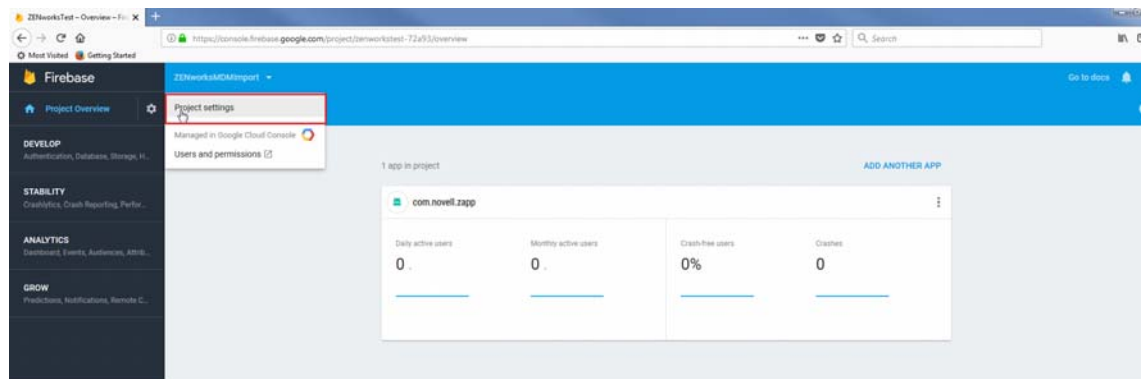 ZENworksTest – Overview – Fir
https://console.firebase.google.com/project/zenworkstest-72a93/overview
Search
Most Visited Getting Started
Firebase
ZENworksMDMImport
Go to docs
Project Overview
Project settings
Managed in Google Cloud Console
Users and permissions
DEVELOP
Authentication, Database, Storage, H...
STABILITY
Crashlytics, Crash Reporting, Perfor...
ANALYTICS
Dashboard, Events, Audiences, Attrib...
GROW
Predictions, Notifications, Remote C...
1 app in project
ADD ANOTHER APP
com.novell.zapp
Daily active users
Monthly active users
Crash-free users
Crashes
0
0
0%
0